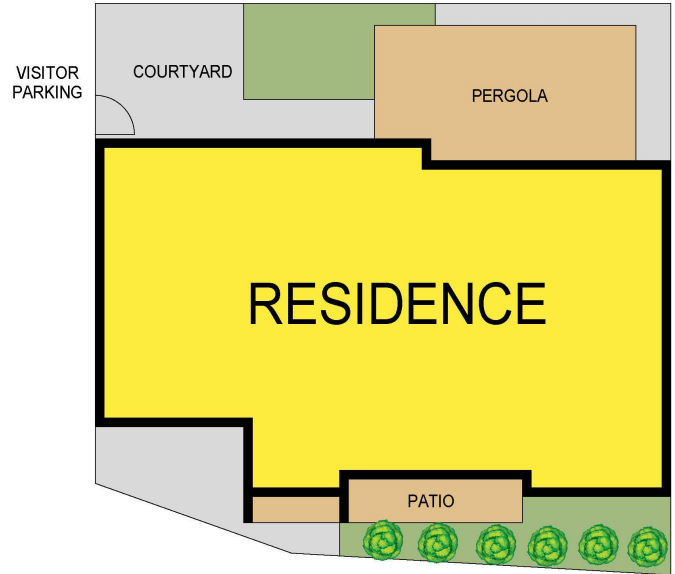 VISITOR
PARKING
COURTYARD
PERGOLA
RESIDENCE
PATIO